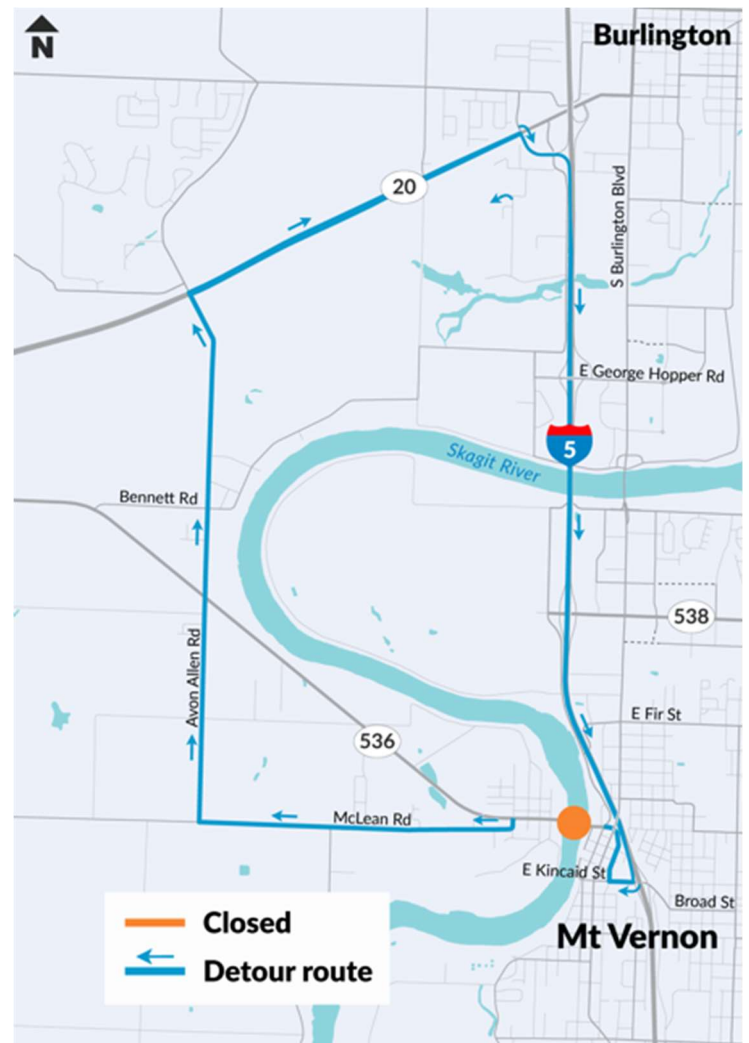 N
Burlington
20
S Burlington Blvd
E George Hopper Rd
5
Skagit River
Bennett Rd
538
Avon Allen Rd
E Fir St
536
McLean Rd
E Kincaid St
Broad St
Mt Vernon
Closed
Detour route